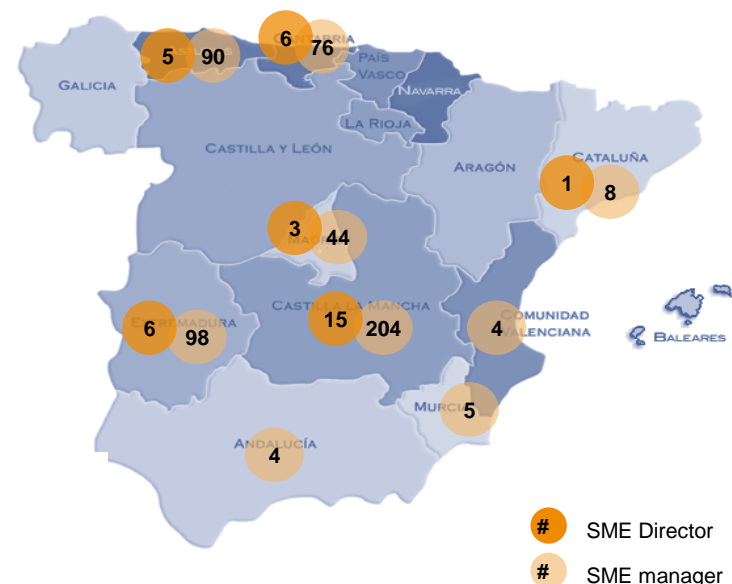 6
76
CANTABRIA
5
90
PAÍS
VASCO
GALICIA
NAVARRA
LA RIOJA
CASTILLA Y LEÓN
ARAGÓN
CATALUÑA
1
8
3
44
CASTILLA LA MANCHA
15
204
EXTREMADURA
6
98
COMUNIDAD
VALENCIANA
4
BALEARES
MURCIA
5
ANDALUCÍA
4
# SME Director
# SME manager